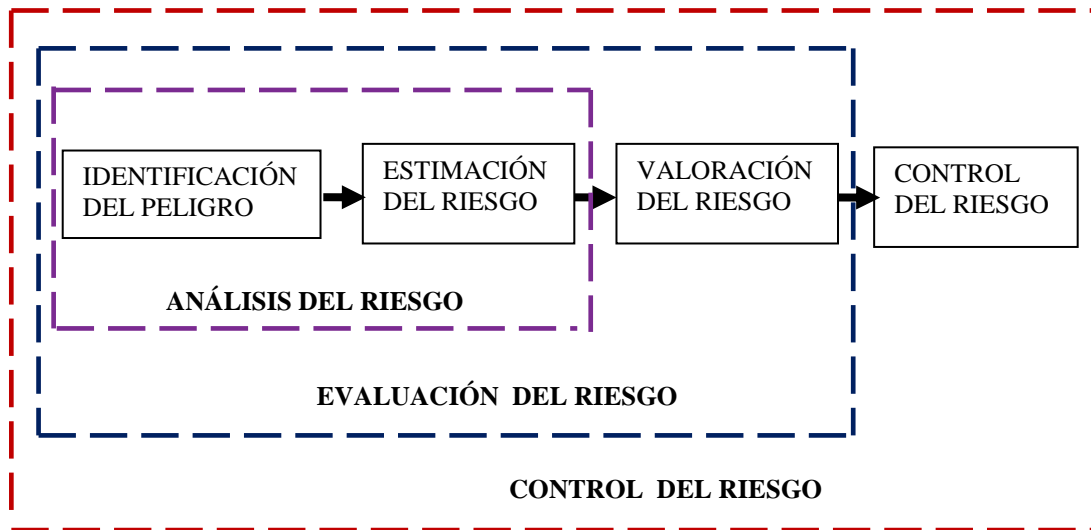 IDENTIFICACIÓN
DEL PELIGRO
ESTIMACIÓN
DEL RIESGO
VALORACIÓN
DEL RIESGO
CONTROL
DEL RIESGO
ANÁLISIS DEL RIESGO
EVALUACIÓN DEL RIESGO
CONTROL DEL RIESGO